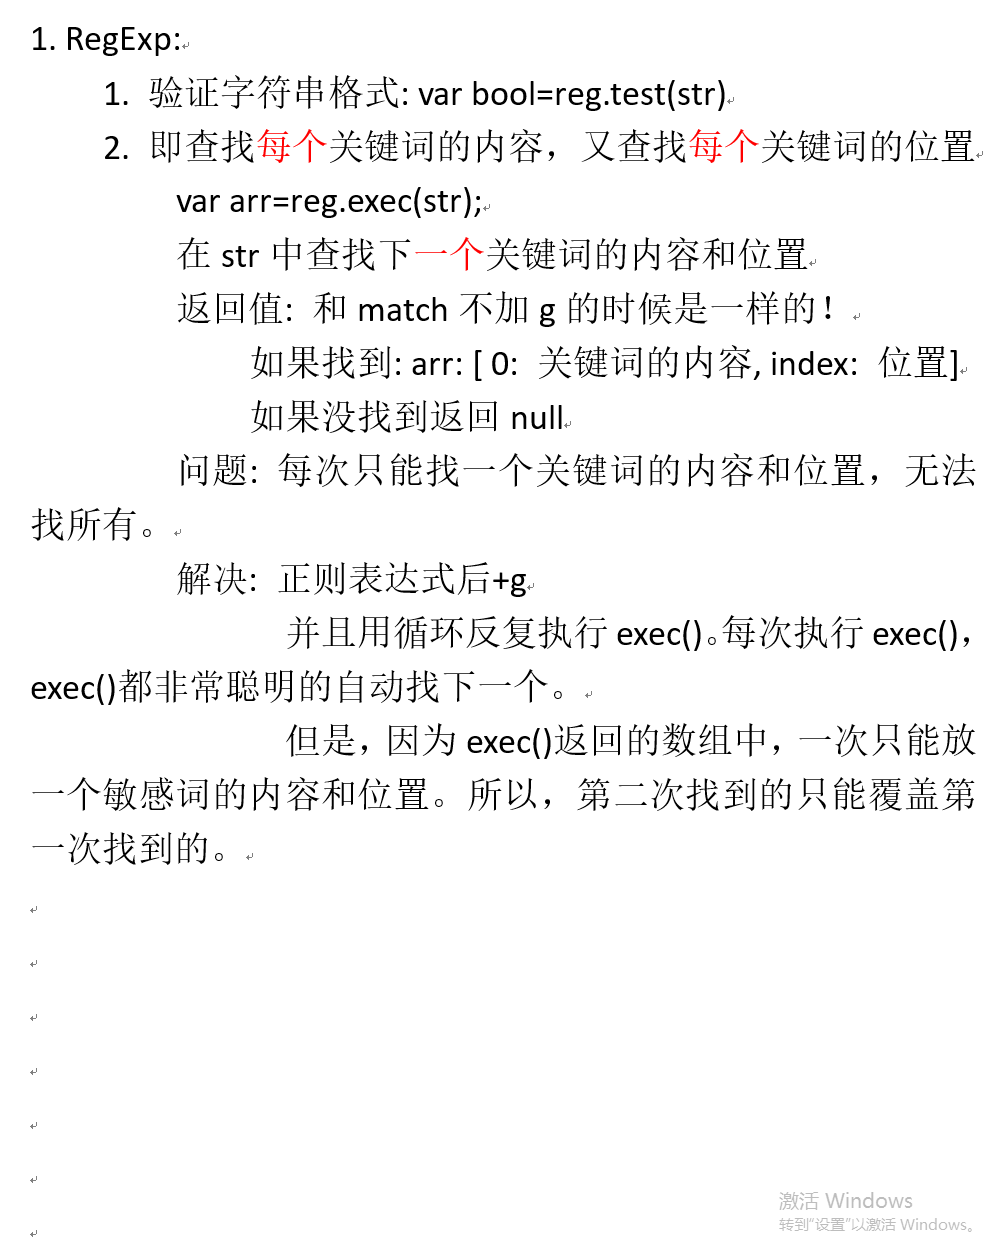 1. RegExp:
1. 验证字符串格式: var bool=reg.test(str)
2. 即查找每个关键词的内容，又查找每个关键词的位置
var arr=reg.exec(str);
在 str 中查找下一个关键词的内容和位置
返回值: 和 match 不加 g 的时候是一样的！
如果找到: arr: [ 0: 关键词的内容, index: 位置]
如果没找到返回 null
问题: 每次只能找一个关键词的内容和位置，无法
找所有。
解决: 正则表达式后+g
并且用循环反复执行 exec()。每次执行 exec()，
exec()都非常聪明的自动找下一个。
但是，因为 exec()返回的数组中，一次只能放
一个敏感词的内容和位置。所以，第二次找到的只能覆盖第
一次找到的。
激活 Windows
转到“设置”以激活 Windows。